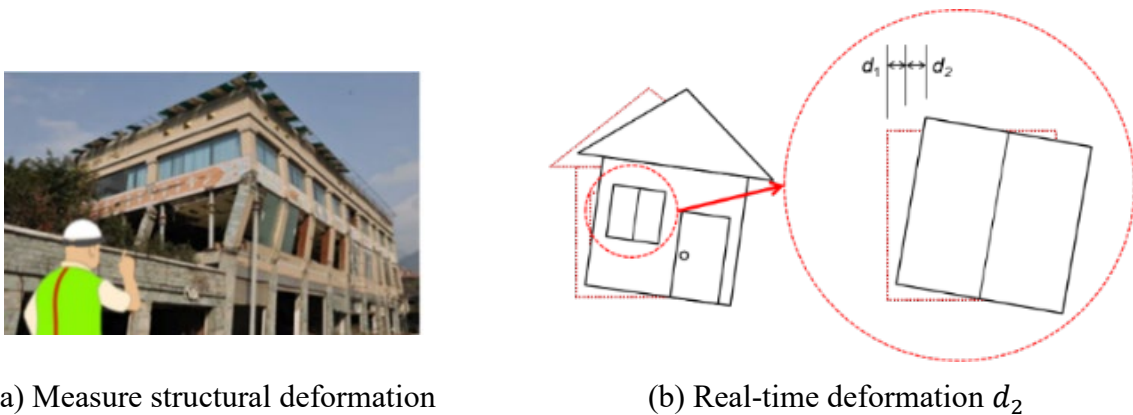 d₁ d₂
a) Measure structural deformation
(b) Real-time deformation d₂